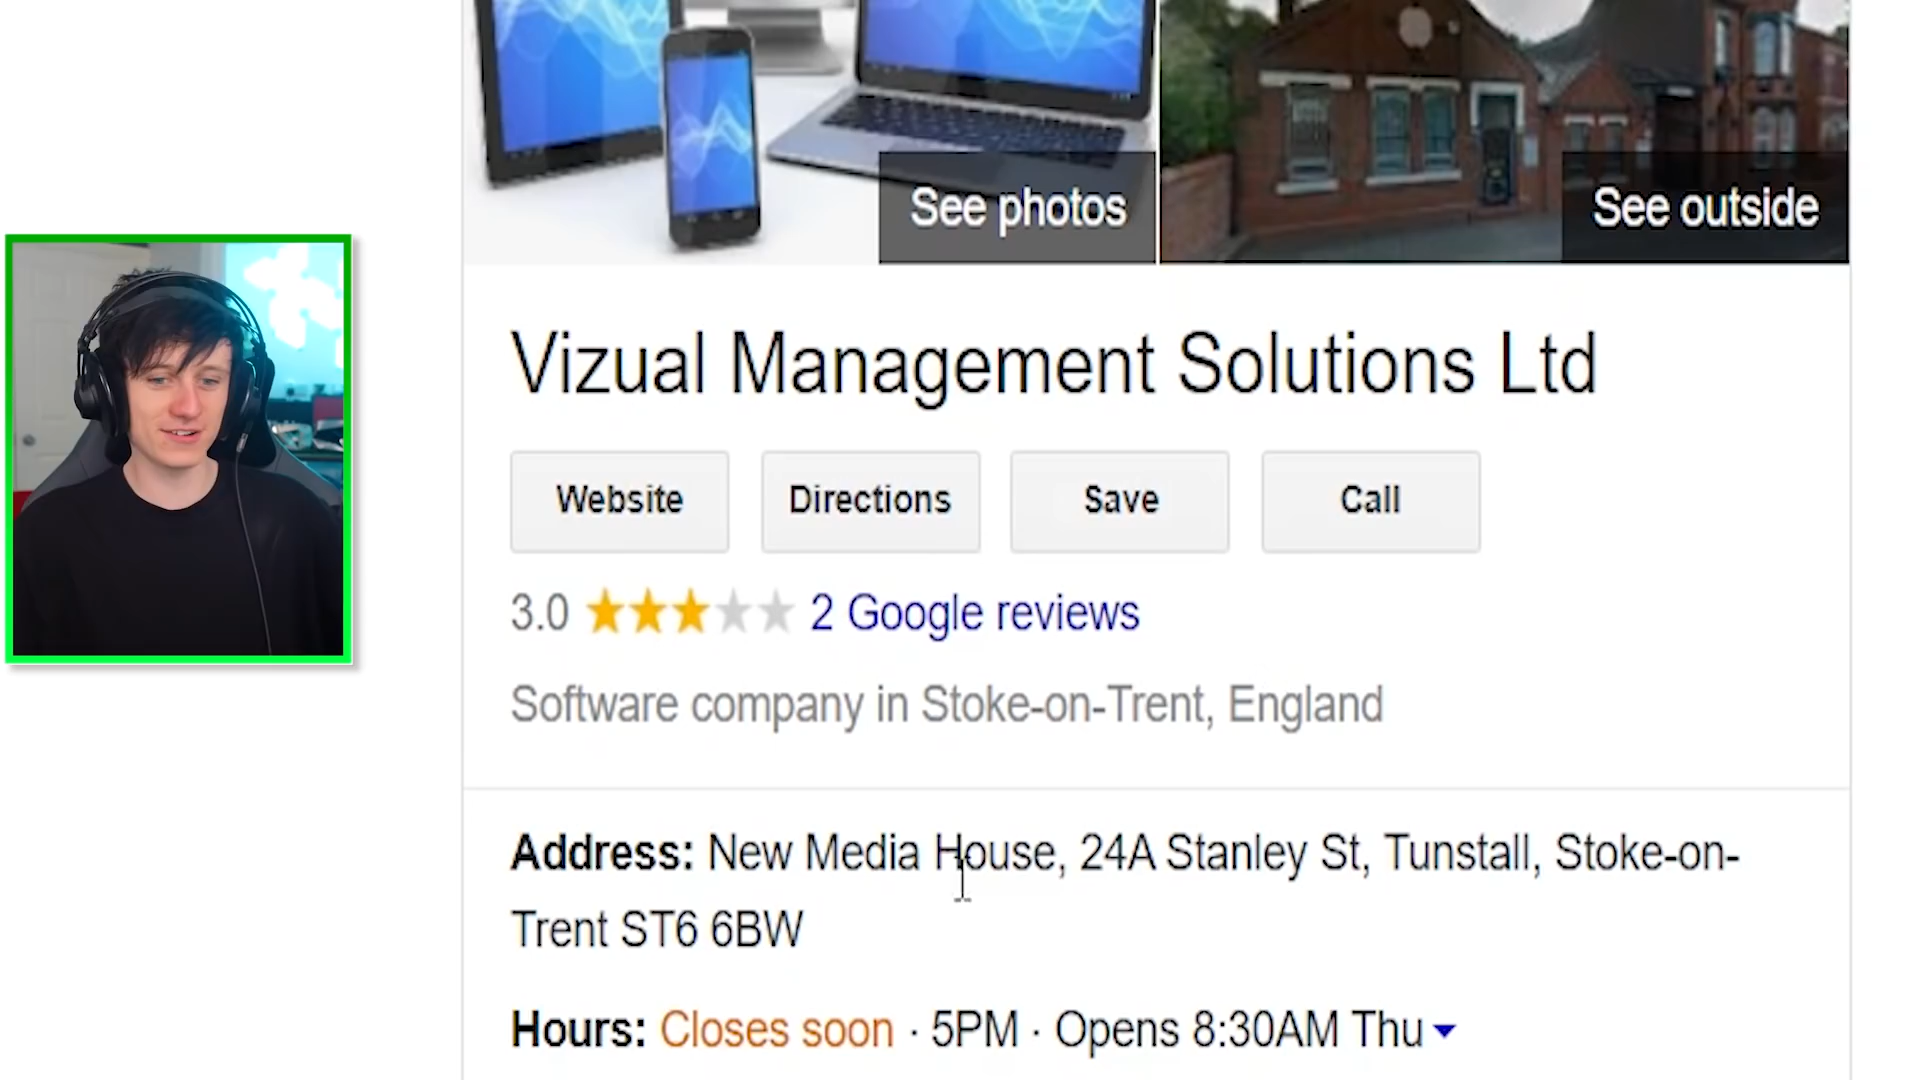 See photos
See outside
Vizual Management Solutions Ltd
Website
Directions
Save
Call
3.0 2 Google reviews
Software company in Stoke-on-Trent, England
Address: New Media House, 24A Stanley St, Tunstall, Stoke-on-
Trent ST6 6BW
Hours: Closes soon · 5PM · Opens 8:30AM Thu